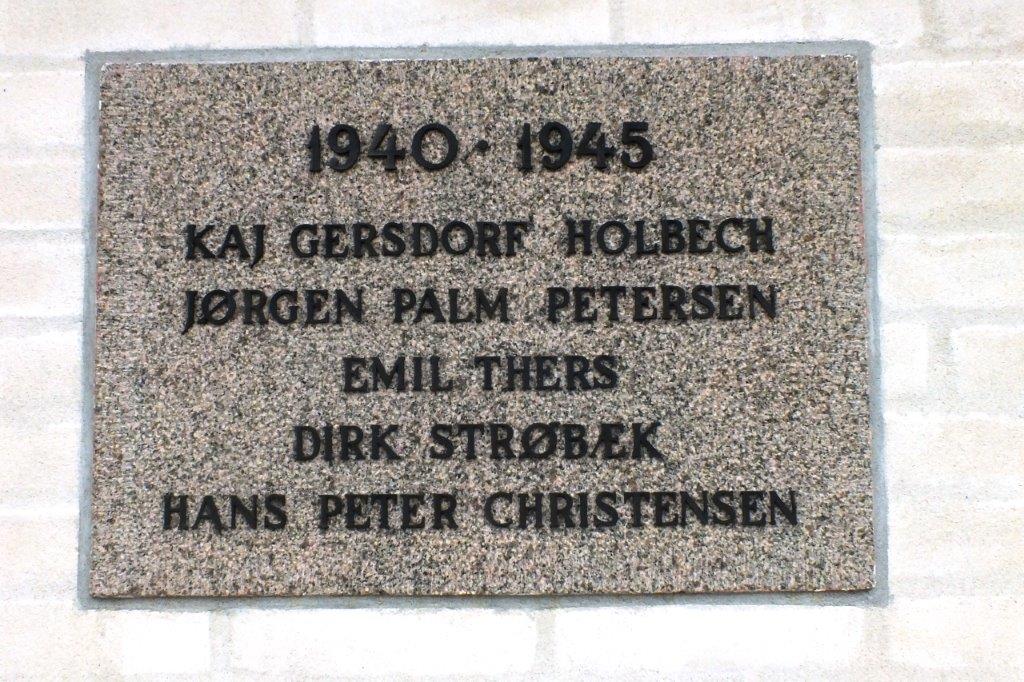 1940 · 1945
KAJ GERSDORF HOLBECH
JØRGEN PALM PETERSEN
EMIL THERS
DIRK STRØBÆK
HANS PETER CHRISTENSEN